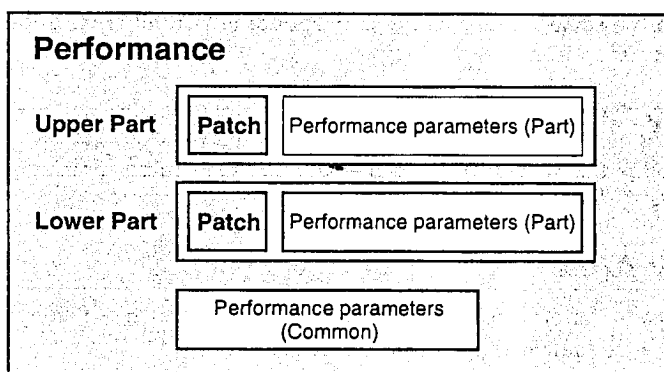 Performance
Upper Part Patch Performance parameters (Part)
Lower Part Patch Performance parameters (Part)
Performance parameters
(Common)